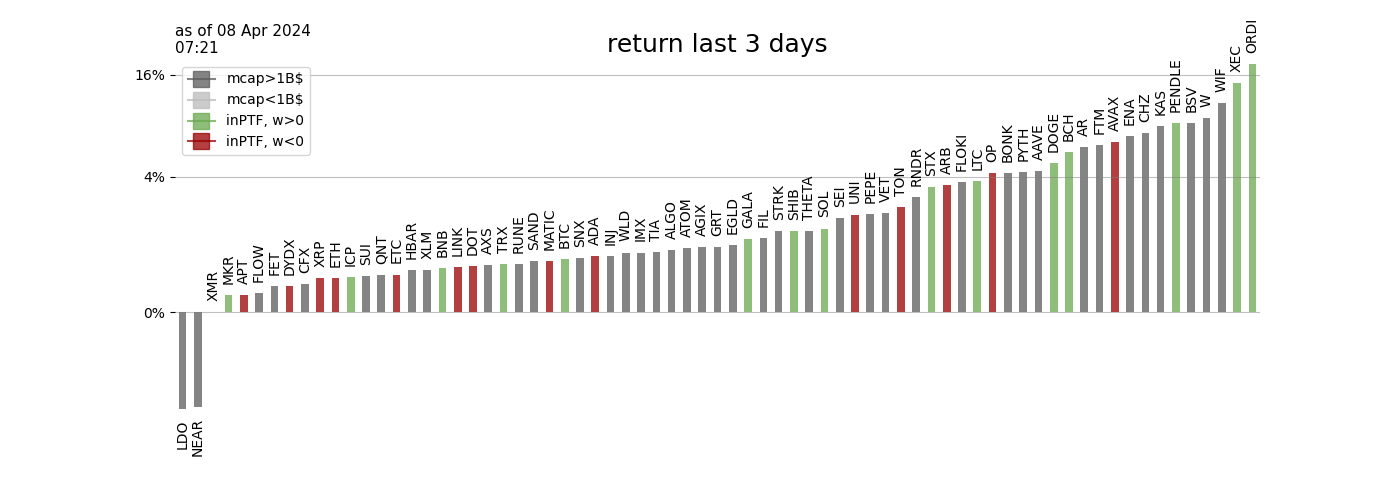 as of 08 Apr 2024
07:21
return last 3 days
mcap>1B$
mcap<1B$
inPTF, w>0
inPTF, w<0
16%
4%
0%
LDO
NEAR
XMR
MKR
APT
FLOW
FET
DYDX
CFX
XRP
ETH
ICP
SUI
QNT
ETC
HBAR
XLM
BNB
LINK
DOT
AXS
TRX
RUNE
SAND
MATIC
BTC
SNX
ADA
INJ
WLD
IMX
TIA
ALGO
ATOM
AGIX
GRT
EGLD
GALA
FIL
STRK
SHIB
THETA
SOL
SEI
UNI
PEPE
VET
TON
RNDR
STX
ARB
FLOKI
LTC
OP
BONK
PYTH
AAVE
DOGE
BCH
AR
FTM
AVAX
ENA
CHZ
KAS
PENDLE
BSV
W
WIF
XEC
ORDI